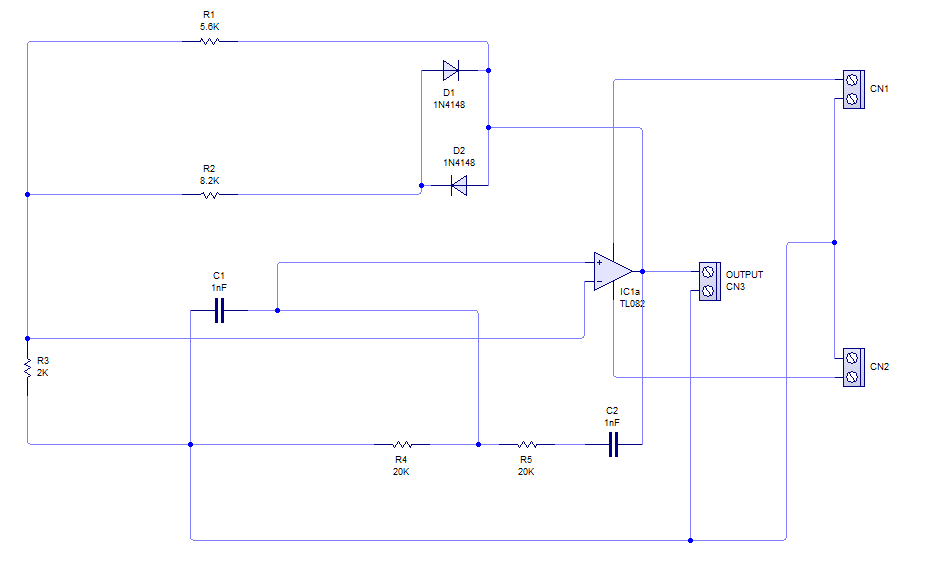 R1
5.6K
D1
1N4148
CN1
D2
1N4148
R2
8.2K
C1
1nF
+
-
OUTPUT
CN3
IC1a
TL082
R3
2K
CN2
C2
1nF
R4
20K
R5
20K